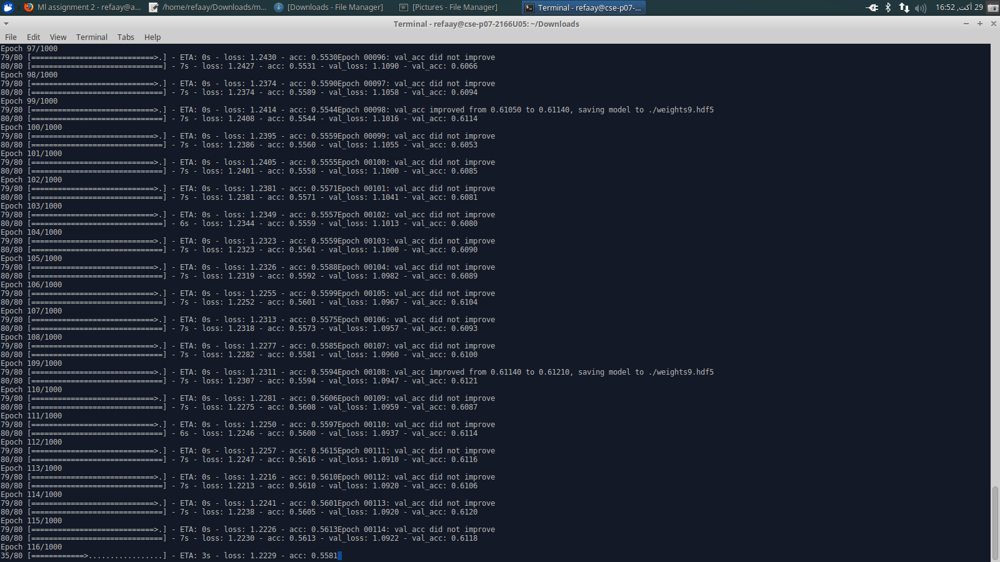 Ml assignment 2 - refaay@a... /home/refaay/Downloads/m... [Downloads - File Manager] [Pictures - File Manager] Terminal - refaay@cse-p07-... 16:52 ,أكت 29
Terminal - refaay@cse-p07-2166U05: ~/Downloads
File Edit View Terminal Tabs Help
Epoch 97/1000
79/80 [============================>.] - ETA: 0s - loss: 1.2430 - acc: 0.5530Epoch 00096: val_acc did not improve
80/80 [==============================] - 7s - loss: 1.2427 - acc: 0.5531 - val_loss: 1.1090 - val_acc: 0.6066
Epoch 98/1000
79/80 [============================>.] - ETA: 0s - loss: 1.2374 - acc: 0.5590Epoch 00097: val_acc did not improve
80/80 [==============================] - 7s - loss: 1.2374 - acc: 0.5589 - val_loss: 1.1058 - val_acc: 0.6094
Epoch 99/1000
79/80 [============================>.] - ETA: 0s - loss: 1.2414 - acc: 0.5544Epoch 00098: val_acc improved from 0.61050 to 0.61140, saving model to ./weights9.hdf5
80/80 [==============================] - 7s - loss: 1.2408 - acc: 0.5544 - val_loss: 1.1016 - val_acc: 0.6114
Epoch 100/1000
79/80 [============================>.] - ETA: 0s - loss: 1.2395 - acc: 0.5559Epoch 00099: val_acc did not improve
80/80 [==============================] - 7s - loss: 1.2386 - acc: 0.5560 - val_loss: 1.1055 - val_acc: 0.6053
Epoch 101/1000
79/80 [============================>.] - ETA: 0s - loss: 1.2405 - acc: 0.5555Epoch 00100: val_acc did not improve
80/80 [==============================] - 7s - loss: 1.2401 - acc: 0.5558 - val_loss: 1.1000 - val_acc: 0.6085
Epoch 102/1000
79/80 [============================>.] - ETA: 0s - loss: 1.2381 - acc: 0.5571Epoch 00101: val_acc did not improve
80/80 [==============================] - 7s - loss: 1.2381 - acc: 0.5571 - val_loss: 1.1041 - val_acc: 0.6081
Epoch 103/1000
79/80 [============================>.] - ETA: 0s - loss: 1.2349 - acc: 0.5557Epoch 00102: val_acc did not improve
80/80 [==============================] - 6s - loss: 1.2344 - acc: 0.5559 - val_loss: 1.1013 - val_acc: 0.6080
Epoch 104/1000
79/80 [============================>.] - ETA: 0s - loss: 1.2323 - acc: 0.5559Epoch 00103: val_acc did not improve
80/80 [==============================] - 7s - loss: 1.2323 - acc: 0.5561 - val_loss: 1.1000 - val_acc: 0.6090
Epoch 105/1000
79/80 [============================>.] - ETA: 0s - loss: 1.2326 - acc: 0.5588Epoch 00104: val_acc did not improve
80/80 [==============================] - 7s - loss: 1.2319 - acc: 0.5592 - val_loss: 1.0982 - val_acc: 0.6089
Epoch 106/1000
79/80 [============================>.] - ETA: 0s - loss: 1.2255 - acc: 0.5599Epoch 00105: val_acc did not improve
80/80 [==============================] - 7s - loss: 1.2252 - acc: 0.5601 - val_loss: 1.0967 - val_acc: 0.6104
Epoch 107/1000
79/80 [============================>.] - ETA: 0s - loss: 1.2313 - acc: 0.5575Epoch 00106: val_acc did not improve
80/80 [==============================] - 7s - loss: 1.2318 - acc: 0.5573 - val_loss: 1.0957 - val_acc: 0.6093
Epoch 108/1000
79/80 [============================>.] - ETA: 0s - loss: 1.2277 - acc: 0.5585Epoch 00107: val_acc did not improve
80/80 [==============================] - 7s - loss: 1.2282 - acc: 0.5581 - val_loss: 1.0960 - val_acc: 0.6100
Epoch 109/1000
79/80 [============================>.] - ETA: 0s - loss: 1.2311 - acc: 0.5594Epoch 00108: val_acc improved from 0.61140 to 0.61210, saving model to ./weights9.hdf5
80/80 [==============================] - 7s - loss: 1.2307 - acc: 0.5594 - val_loss: 1.0947 - val_acc: 0.6121
Epoch 110/1000
79/80 [============================>.] - ETA: 0s - loss: 1.2281 - acc: 0.5606Epoch 00109: val_acc did not improve
80/80 [==============================] - 7s - loss: 1.2275 - acc: 0.5608 - val_loss: 1.0959 - val_acc: 0.6087
Epoch 111/1000
79/80 [============================>.] - ETA: 0s - loss: 1.2250 - acc: 0.5597Epoch 00110: val_acc did not improve
80/80 [==============================] - 6s - loss: 1.2246 - acc: 0.5600 - val_loss: 1.0937 - val_acc: 0.6114
Epoch 112/1000
79/80 [============================>.] - ETA: 0s - loss: 1.2257 - acc: 0.5615Epoch 00111: val_acc did not improve
80/80 [==============================] - 7s - loss: 1.2247 - acc: 0.5616 - val_loss: 1.0910 - val_acc: 0.6116
Epoch 113/1000
79/80 [============================>.] - ETA: 0s - loss: 1.2216 - acc: 0.5610Epoch 00112: val_acc did not improve
80/80 [==============================] - 7s - loss: 1.2213 - acc: 0.5610 - val_loss: 1.0920 - val_acc: 0.6106
Epoch 114/1000
79/80 [============================>.] - ETA: 0s - loss: 1.2241 - acc: 0.5601Epoch 00113: val_acc did not improve
80/80 [==============================] - 7s - loss: 1.2238 - acc: 0.5605 - val_loss: 1.0920 - val_acc: 0.6120
Epoch 115/1000
79/80 [============================>.] - ETA: 0s - loss: 1.2226 - acc: 0.5613Epoch 00114: val_acc did not improve
80/80 [==============================] - 7s - loss: 1.2230 - acc: 0.5613 - val_loss: 1.0922 - val_acc: 0.6118
Epoch 116/1000
35/80 [============>.................] - ETA: 3s - loss: 1.2229 - acc: 0.5581